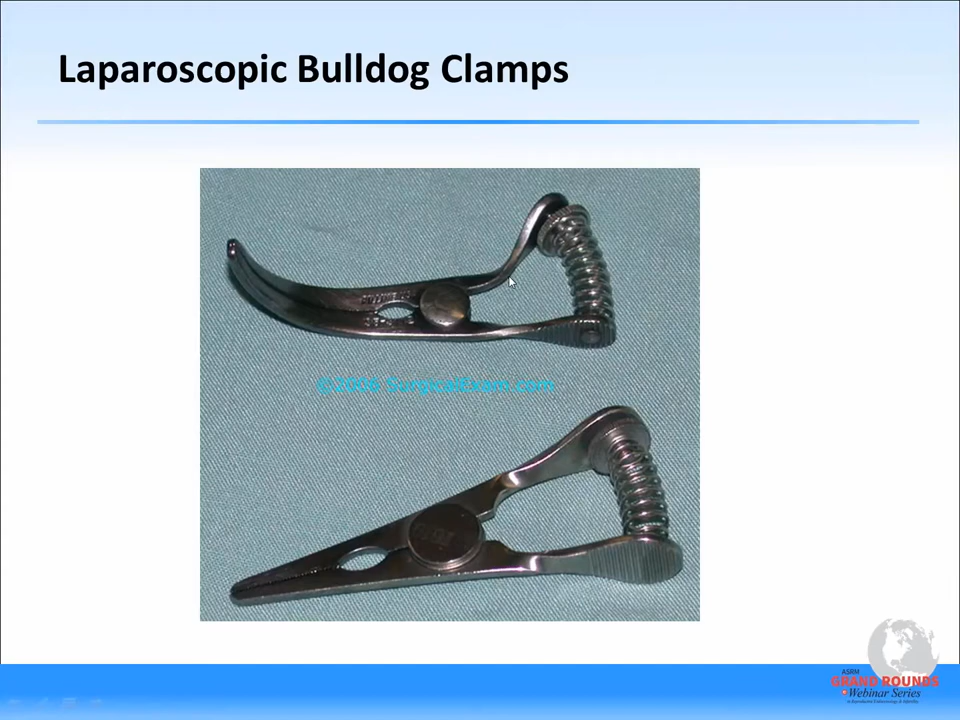 Laparoscopic Bulldog Clamps
©2006 SurgicalExam.com
ASRM
GRAND ROUNDS
Webinar Series
in Reproductive Endocrinology & Infertility